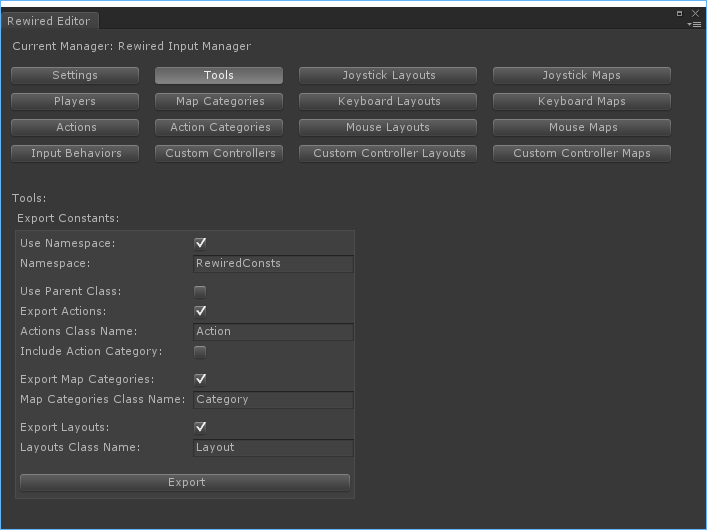 Rewired Editor
Current Manager: Rewired Input Manager
Settings Tools Joystick Layouts Joystick Maps
Players Map Categories Keyboard Layouts Keyboard Maps
Actions Action Categories Mouse Layouts Mouse Maps
Input Behaviors Custom Controllers Custom Controller Layouts Custom Controller Maps
Tools:
Export Constants:
Use Namespace:
Namespace: RewiredConsts
Use Parent Class:
Export Actions:
Actions Class Name: Action
Include Action Category:
Export Map Categories:
Map Categories Class Name: Category
Export Layouts:
Layouts Class Name: Layout
Export